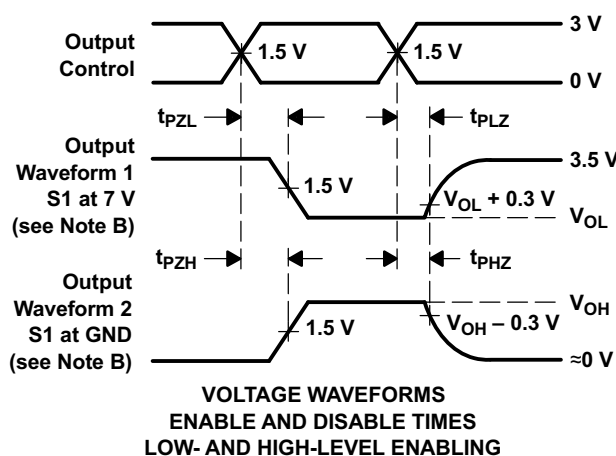 Output
Control
1.5 V
1.5 V
3 V
0 V
tPZL
tPLZ
Output
Waveform 1
S1 at 7 V
(see Note B)
1.5 V
3.5 V
VOL + 0.3 V
VOL
tPZH
tPHZ
Output
Waveform 2
S1 at GND
(see Note B)
1.5 V
VOH
VOH – 0.3 V
≈0 V
VOLTAGE WAVEFORMS
ENABLE AND DISABLE TIMES
LOW- AND HIGH-LEVEL ENABLING